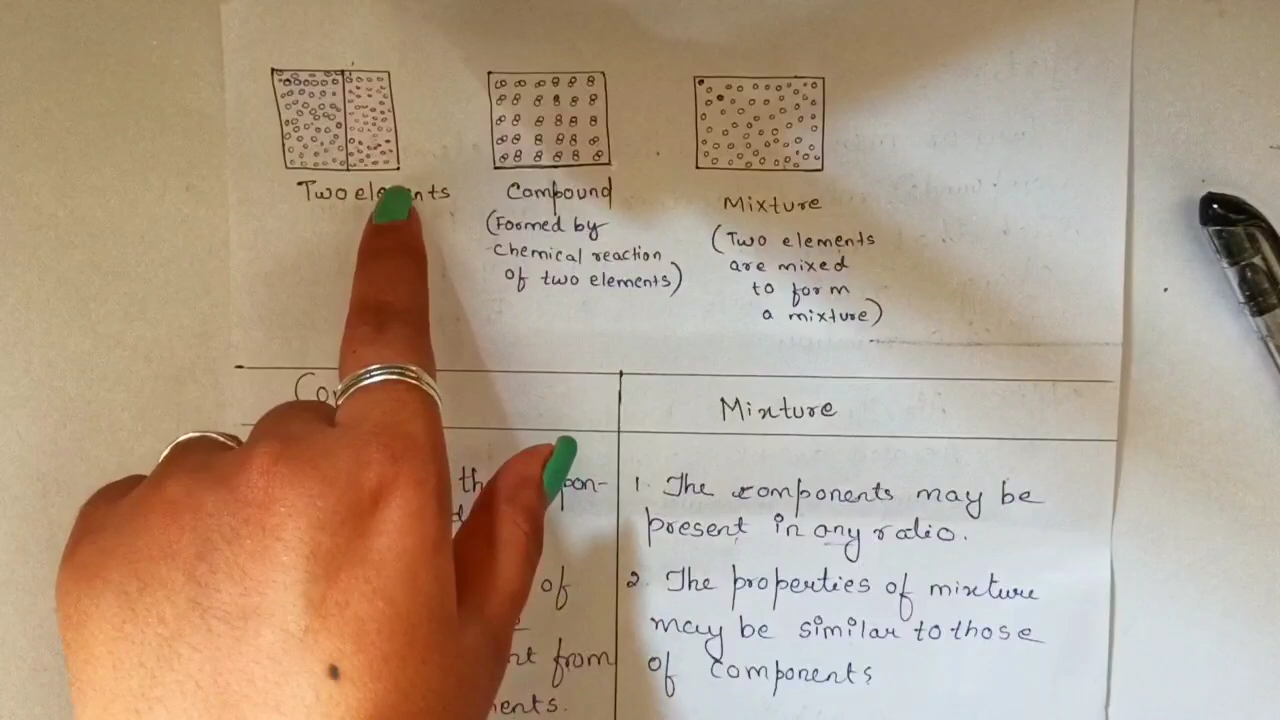 Two elements
Compound
(Formed by
chemical reaction
of two elements)
Mixture
(Two elements
are mixed
to form
a mixture)
Mixture
of
from
1. The components may be
present in any ratio.
2. The properties of mixture
may be similar to those
of components